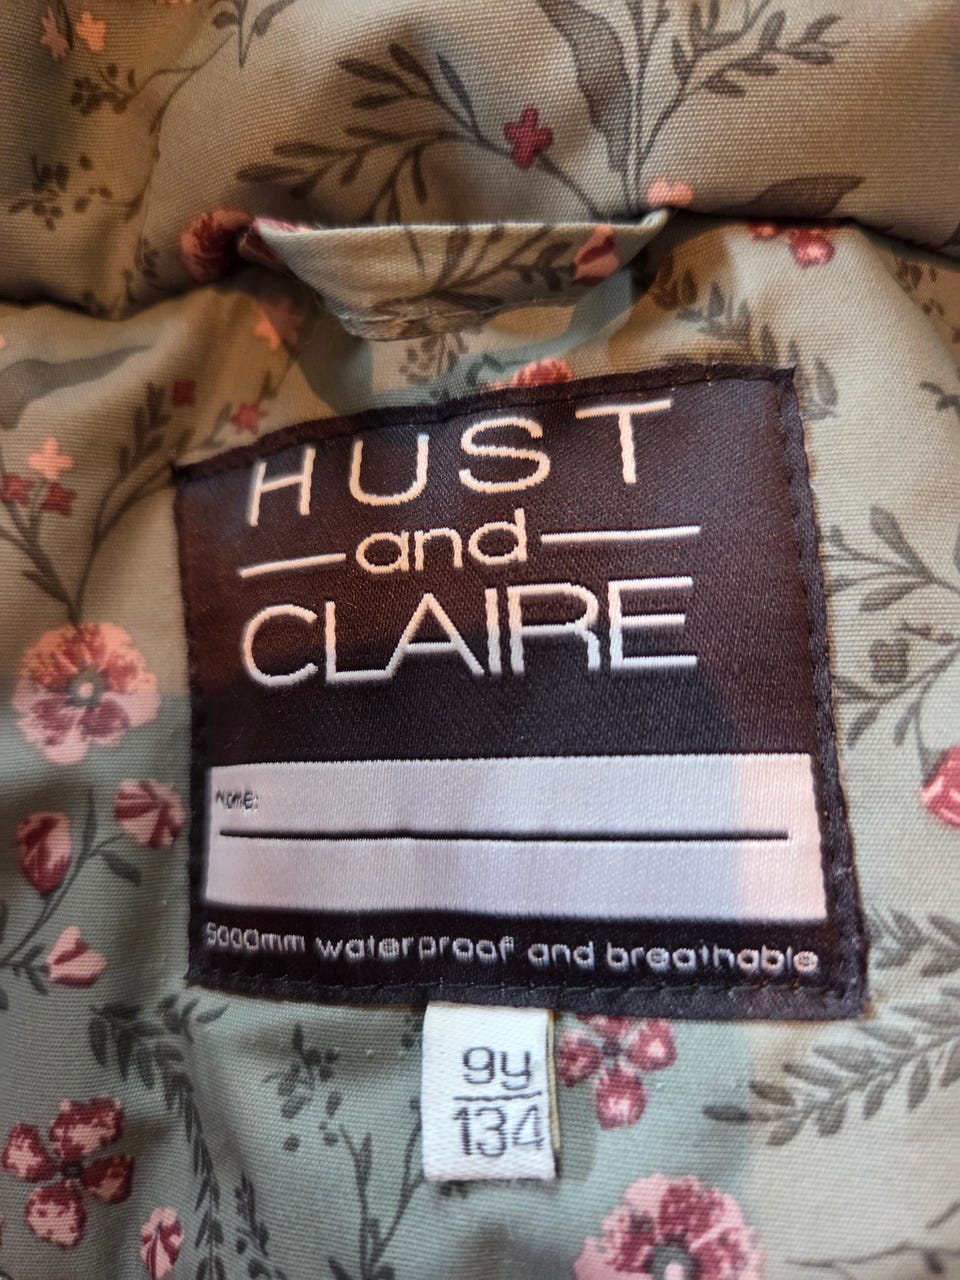 HUST
and
CLAIRE
Name:
5000mm waterproof and breathable
9y
134